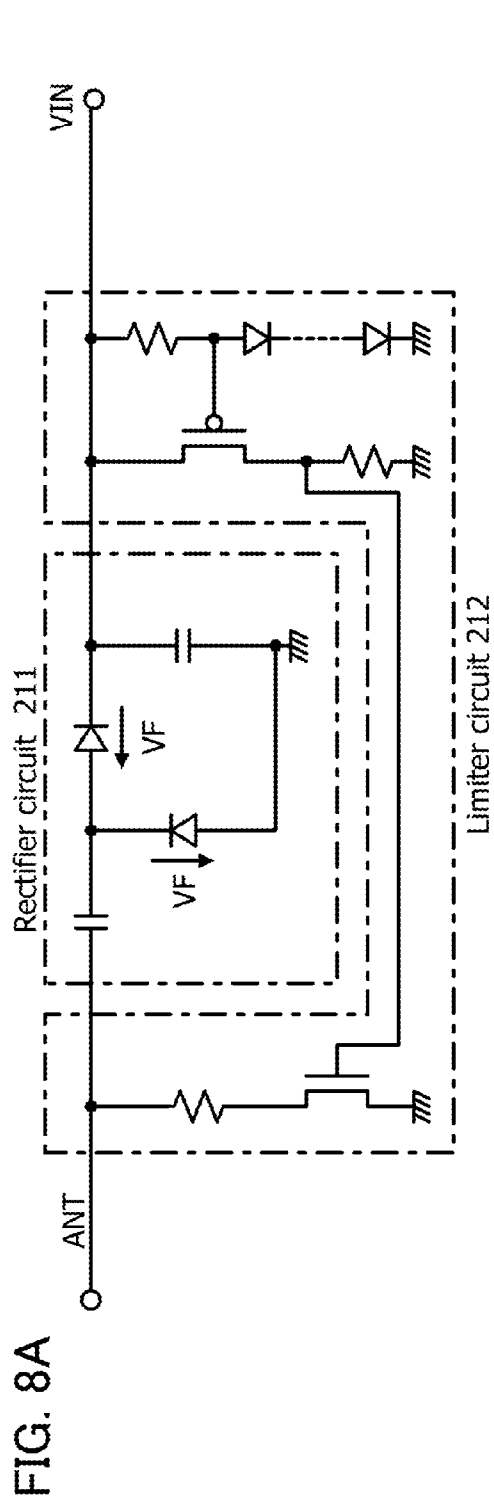 FIG. 8A
Rectifier circuit 211
ANT
VF
VF
VIN
Limiter circuit 212